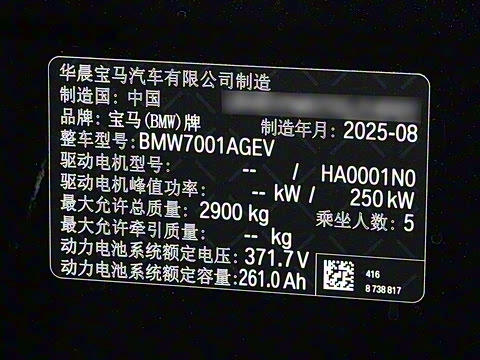 华晨宝马汽车有限公司制造
制造国: 中国
品牌: 宝马(BMW)牌 制造年月: 2025-08
整车型号: BMW7001AGEV
驱动电机型号: -- / HA0001N0
驱动电机峰值功率: -- kW / 250 kW
最大允许总质量: 2900 kg 乘坐人数: 5
最大允许牵引质量: -- kg
动力电池系统额定电压: 371.7 V
动力电池系统额定容量: 261.0 Ah
416
8 738 817